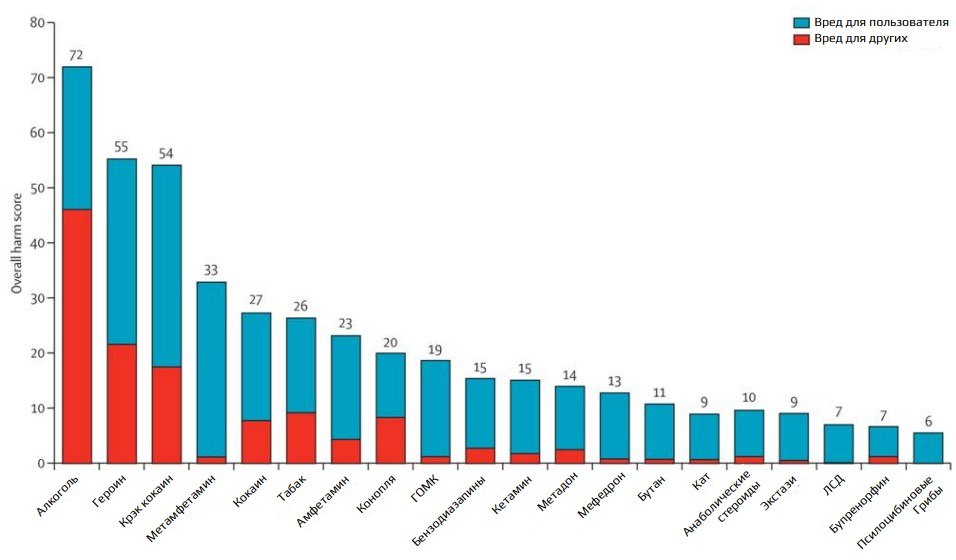 80
70
60
50
40
30
20
10
0
Overall harm score
Вред для пользователя
Вред для других
72
55
54
33
27
26
23
20
19
15
15
14
13
11
9
10
9
7
7
6
Алкоголь
Героин
Крэк кокаин
Метамфетамин
Кокаин
Табак
Амфетамин
Конопля
ГОМК
Бензодиазапины
Кетамин
Метадон
Мефедрон
Бутан
Кат
Анаболические
стероиды
Экстази
ЛСД
Бупренорфин
Псилоцибиновые
Грибы